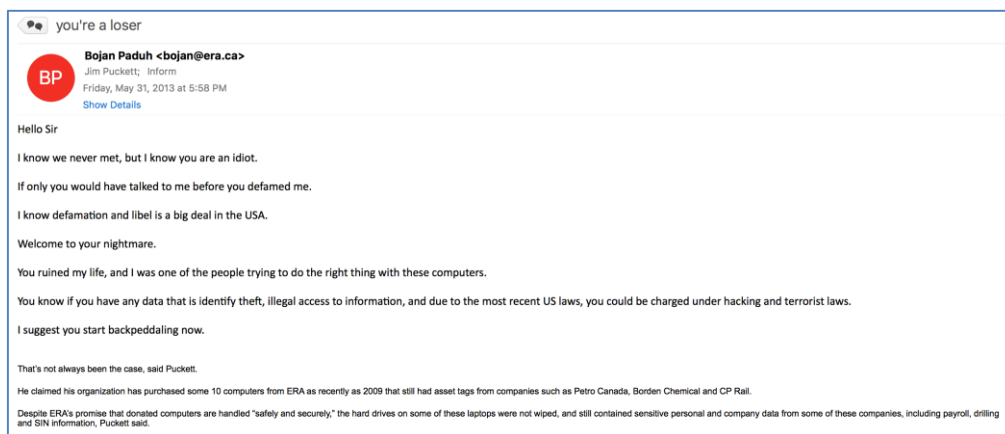 you're a loser
BP
Bojan Paduh <bojan@era.ca>
Jim Puckett; Inform
Friday, May 31, 2013 at 5:58 PM
Show Details
Hello Sir
I know we never met, but I know you are an idiot.
If only you would have talked to me before you defamed me.
I know defamation and libel is a big deal in the USA.
Welcome to your nightmare.
You ruined my life, and I was one of the people trying to do the right thing with these computers.
You know if you have any data that is identify theft, illegal access to information, and due to the most recent US laws, you could be charged under hacking and terrorist laws.
I suggest you start backpeddaling now.
That's not always been the case, said Puckett.
He claimed his organization has purchased some 10 computers from ERA as recently as 2009 that still had asset tags from companies such as Petro Canada, Borden Chemical and CP Rail.
Despite ERA's promise that donated computers are handled "safely and securely," the hard drives on some of these laptops were not wiped, and still contained sensitive personal and company data from some of these companies, including payroll, drilling
and SIN information, Puckett said.